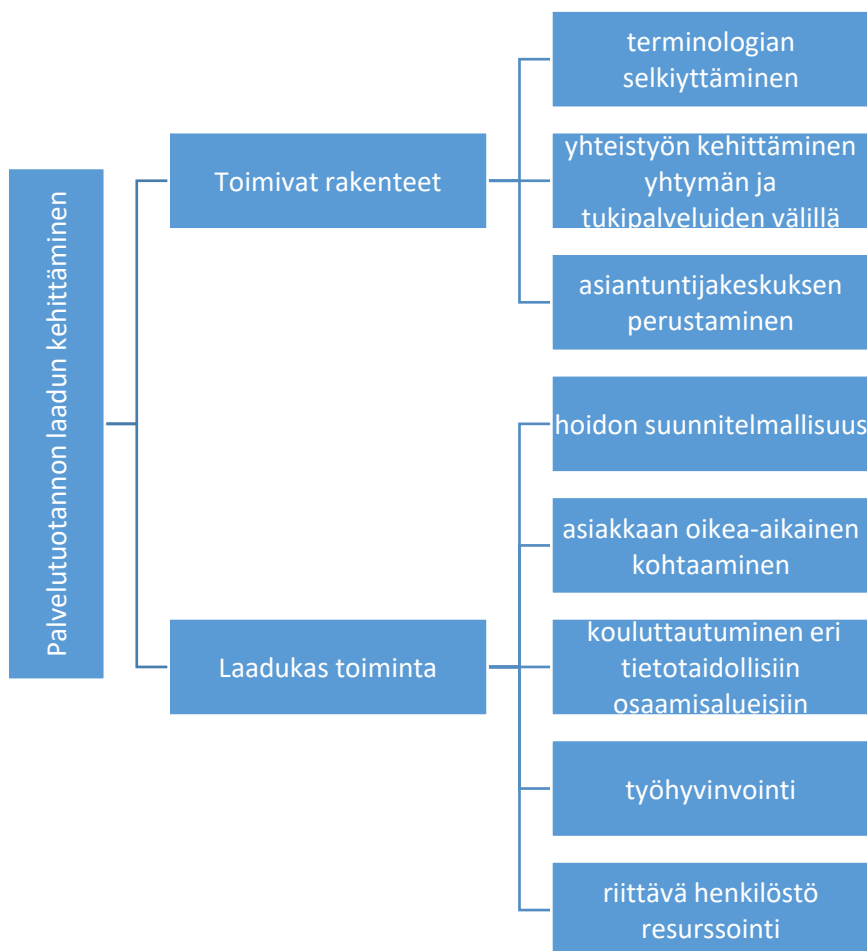 Palvelutuotannon laadun kehittäminen
Toimivat rakenteet
terminologian
selkiyttäminen
yhteistyön kehittäminen
yhtymän ja
tukipalveluiden välillä
asiantuntijakeskuksen
perustaminen
Laadukas toiminta
hoidon suunnitelmallisuus
asiakkaan oikea-aikainen
kohtaaminen
kouluttautuminen eri
tietotaidollisiin
osaamisalueisiin
työhyvinvointi
riittävä henkilöstö
resurssointi